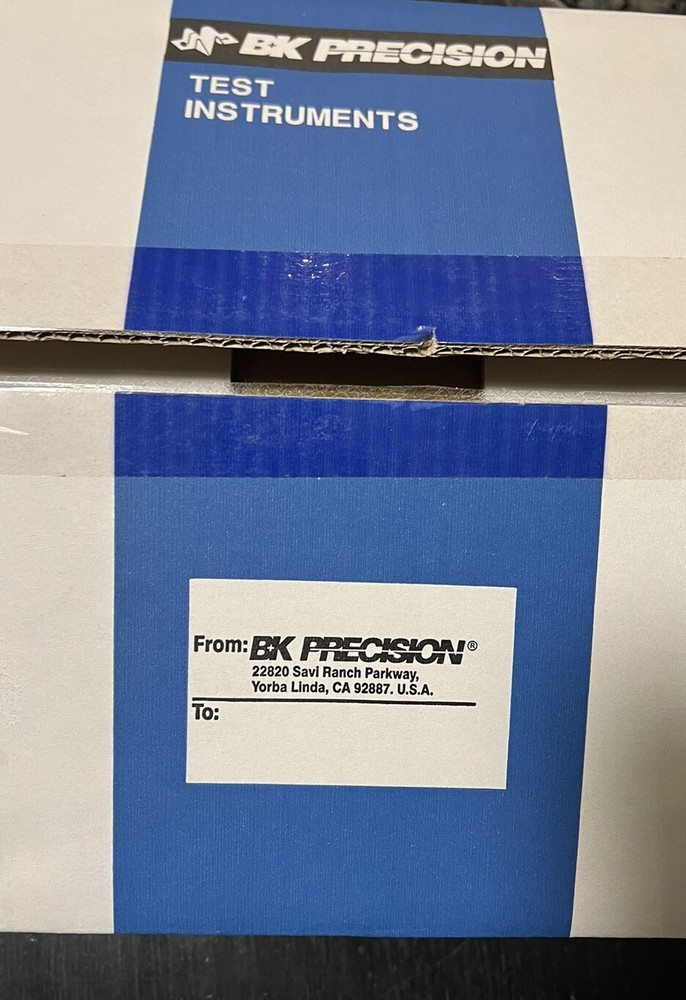 BK PRECISION
TEST
INSTRUMENTS
From: BK PRECISION®
22820 Savi Ranch Parkway,
Yorba Linda, CA 92887. U.S.A.
To: